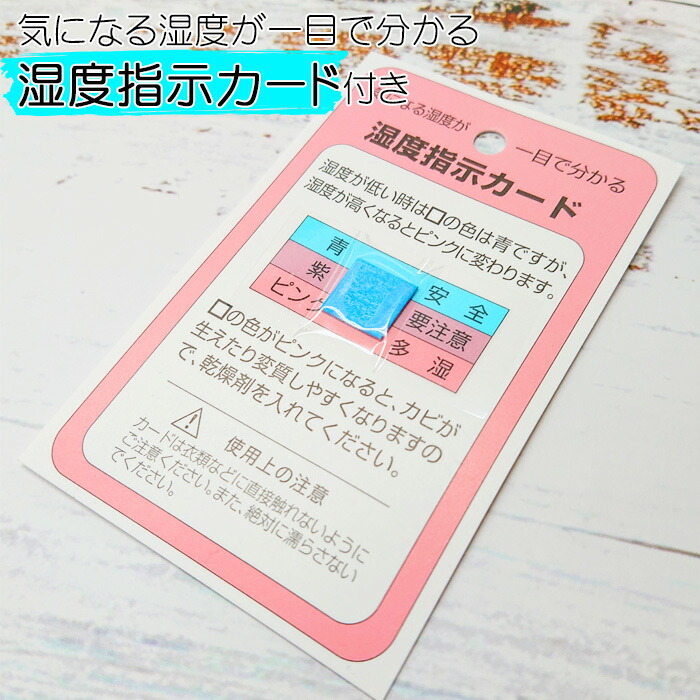 気になる湿度が一目で分かる
湿度指示カード付き
なる湿度が 一目で分かる
湿度指示カード
湿度が低い時は□の色は青ですが、
湿度が高くなるとピンクに変わります。
青 安全
紫 要注意
ピンク 多湿
□の色がピンクになると、カビが
生えたり変質しやすくなりますの
で、乾燥剤を入れてください。
使用上の注意
カードは衣類などに直接触れないように
ご注意ください。また、絶対に濡らさない
でください。